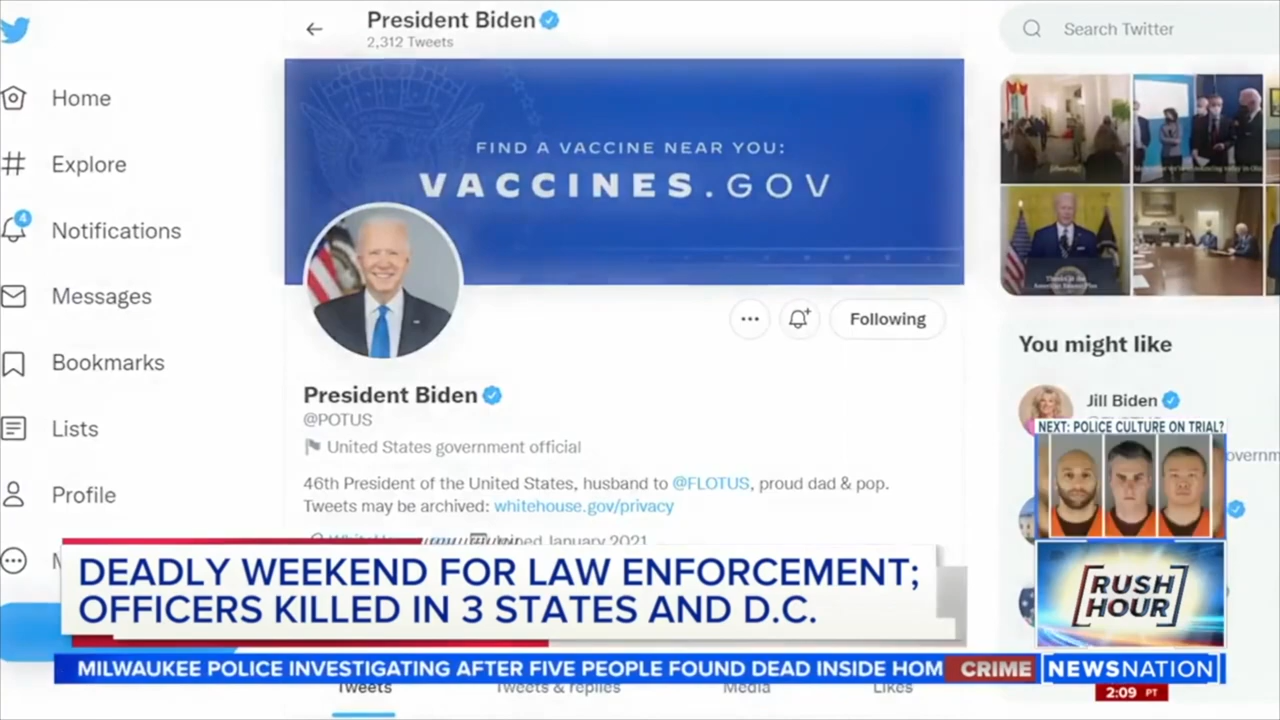 President Biden
2,312 Tweets
Search Twitter
Home
Explore
4
Notifications
Messages
Bookmarks
Lists
Profile
FIND A VACCINE NEAR YOU:
VACCINES.GOV
Following
President Biden
@POTUS
United States government official
46th President of the United States, husband to @FLOTUS, proud dad & pop.
Tweets may be archived: whitehouse.gov/privacy
January 2021
You might like
Jill Biden
NEXT: POLICE CULTURE ON TRIAL?
DEADLY WEEKEND FOR LAW ENFORCEMENT;
OFFICERS KILLED IN 3 STATES AND D.C.
RUSH
HOUR
MILWAUKEE POLICE INVESTIGATING AFTER FIVE PEOPLE FOUND DEAD INSIDE HOM
CRIME
NEWSNATION
2:09 PT
Tweets
Tweets & replies
Media
Likes